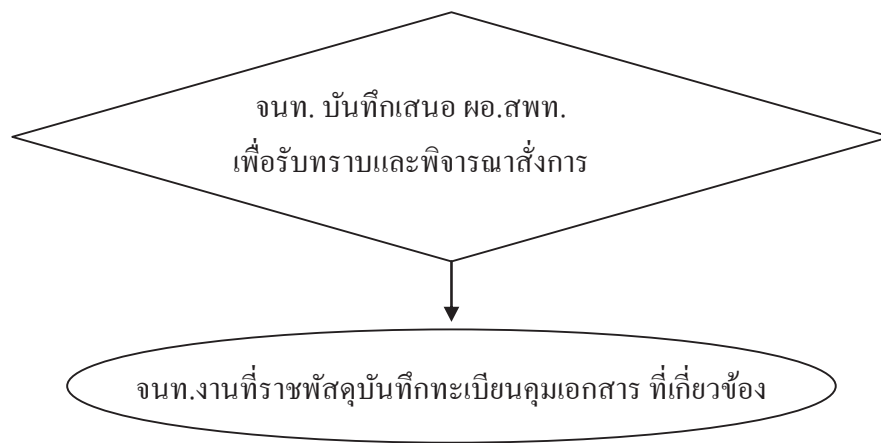 จนท. บันทึกเสนอ ผอ.สพท.
เพื่อรับทราบและพิจารณาสั่งการ
จนท.งานที่ราชพัสดุบันทึกทะเบียนคุมเอกสาร ที่เกี่ยวข้อง